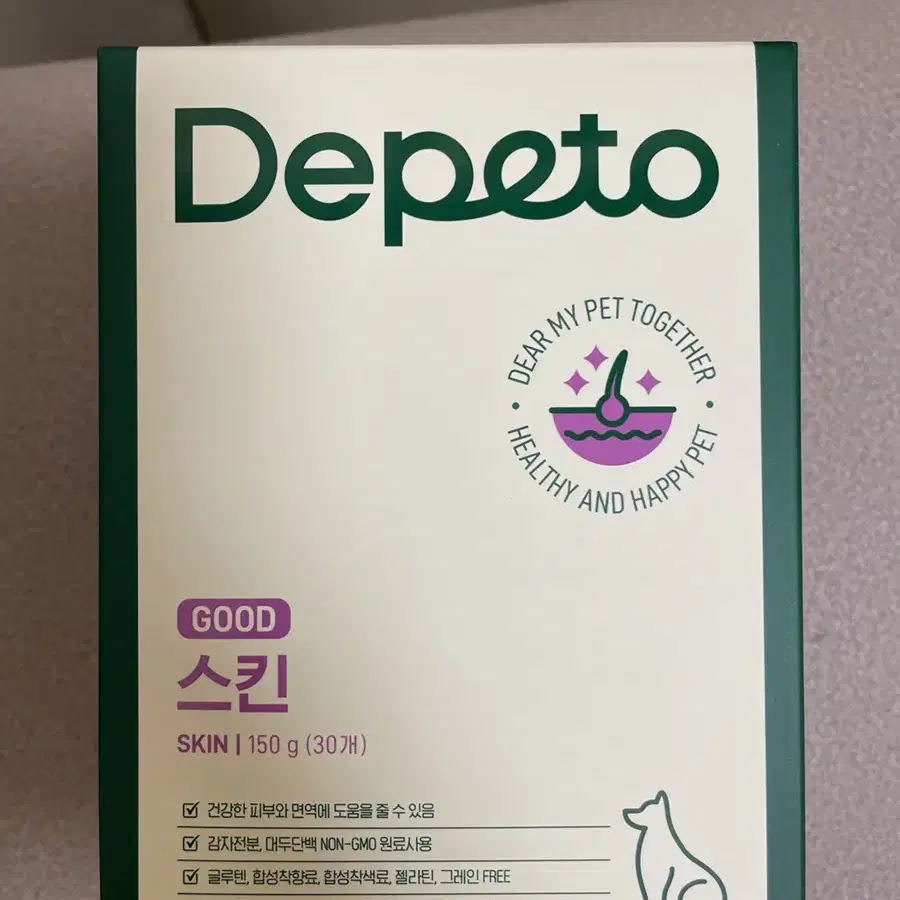 Depeto
DEAR MY PET TOGETHER
• HEALTHY AND HAPPY PET •
GOOD
스킨
SKIN | 150 g (30개)
건강한 피부와 면역에 도움을 줄 수 있음
감자전분, 대두단백 NON-GMO 원료사용
글루텐, 합성착향료, 합성착색료, 젤라틴, 그레인 FREE